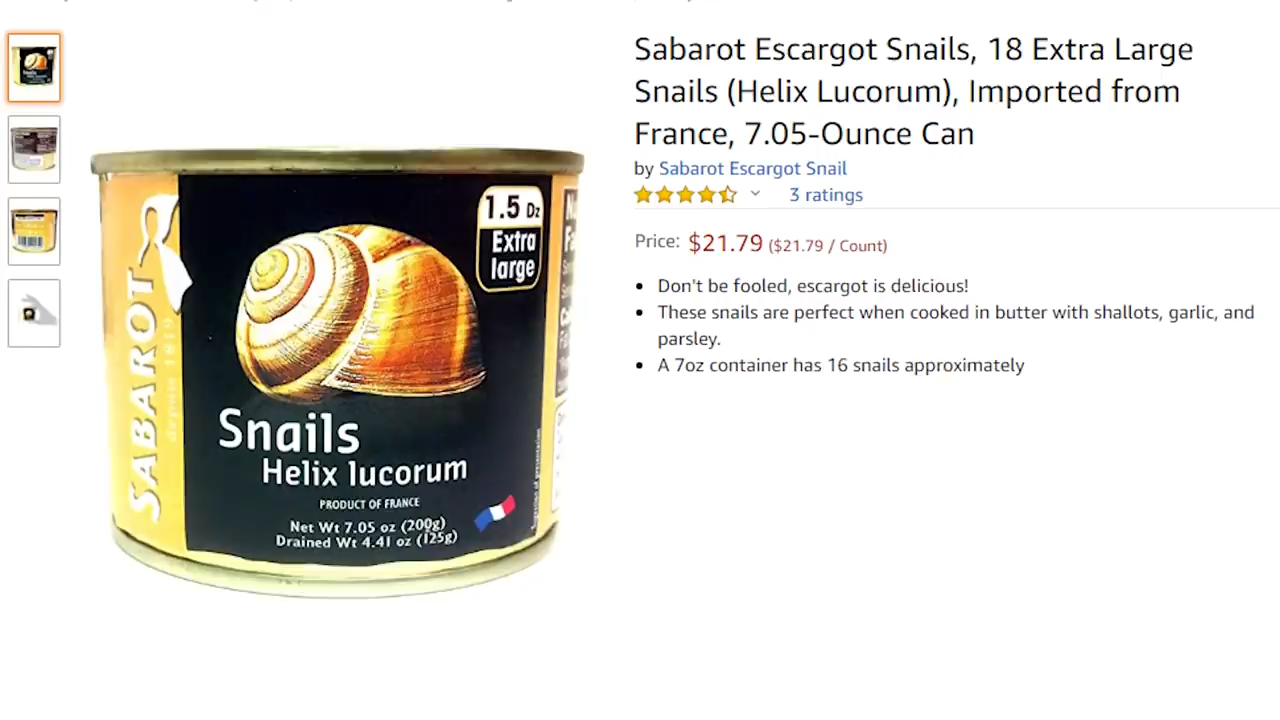 Sabarot Escargot Snails, 18 Extra Large
Snails (Helix Lucorum), Imported from
France, 7.05-Ounce Can
by Sabarot Escargot Snail
3 ratings
Price: $21.79 ($21.79 / Count)
Don't be fooled, escargot is delicious!
These snails are perfect when cooked in butter with shallots, garlic, and
parsley.
A 7oz container has 16 snails approximately
SABAROT
depuis 1819
1.5 Dz
Extra
large
Snails
Helix lucorum
PRODUCT OF FRANCE
Net Wt 7.05 oz (200g)
Drained Wt 4.41 oz (125g)